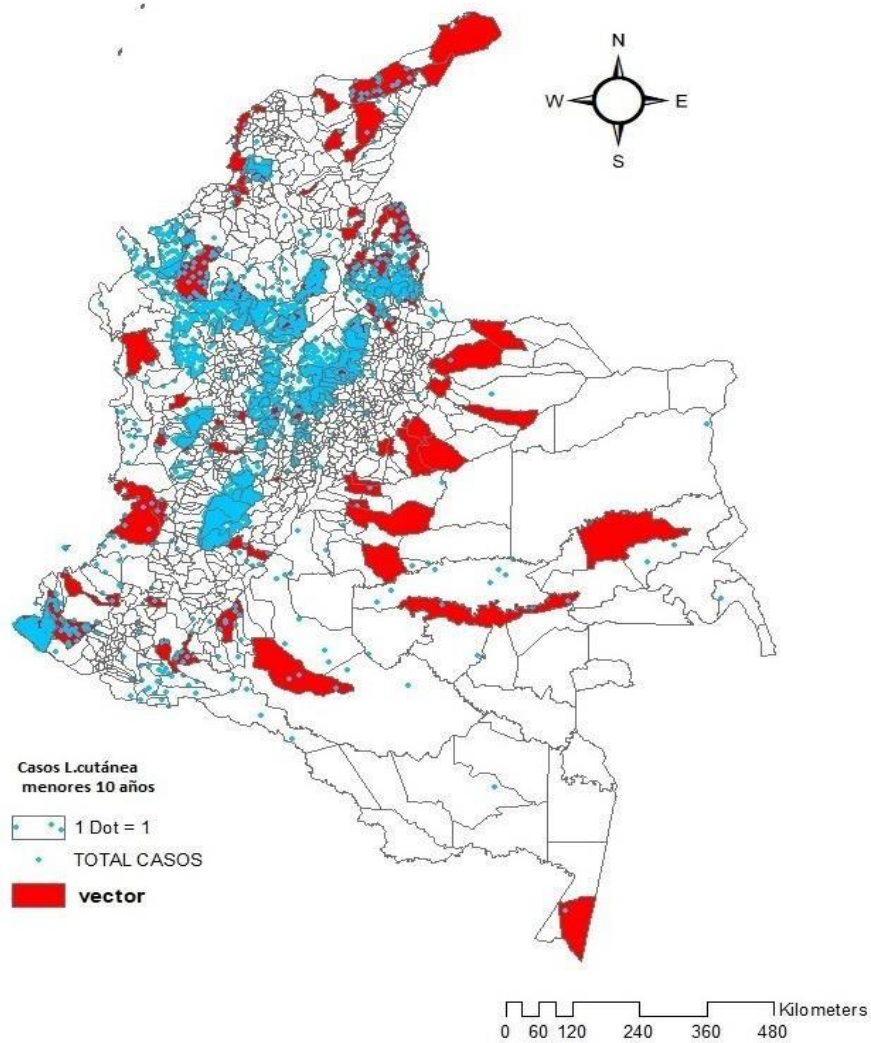 N
W E
S
Casos L.cutánea
menores 10 años
1 Dot = 1
TOTAL CASOS
vector
Kilometers
0 60 120 240 360 480